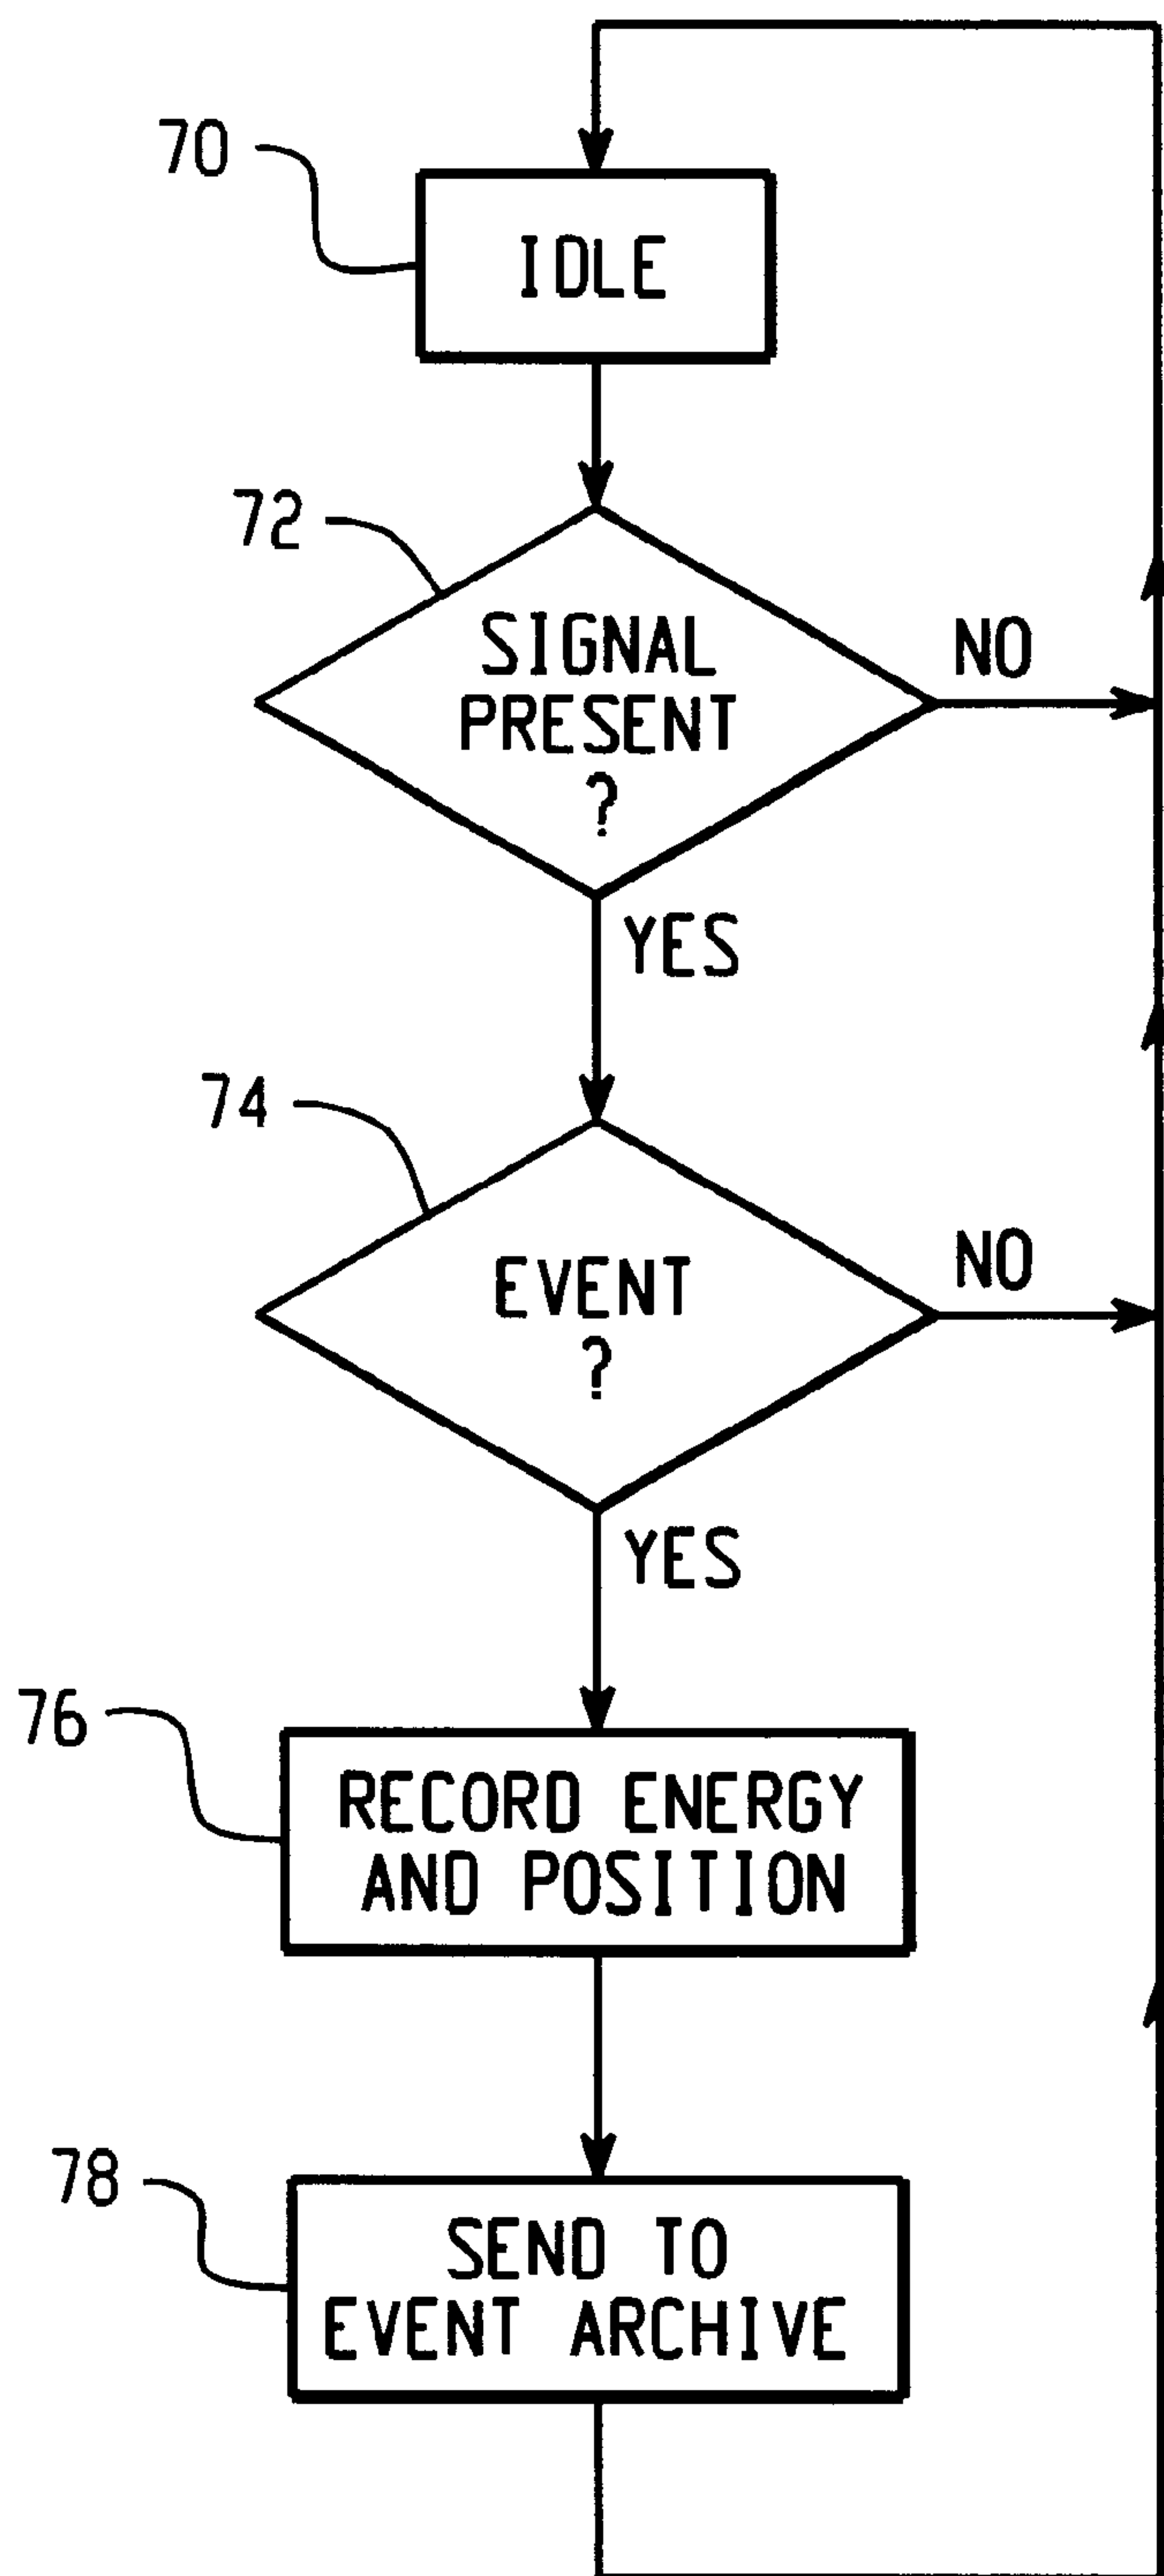 70
IDLE
72
SIGNAL
PRESENT
?
NO
YES
74
EVENT
?
NO
YES
76
RECORD ENERGY
AND POSITION
78
SEND TO
EVENT ARCHIVE